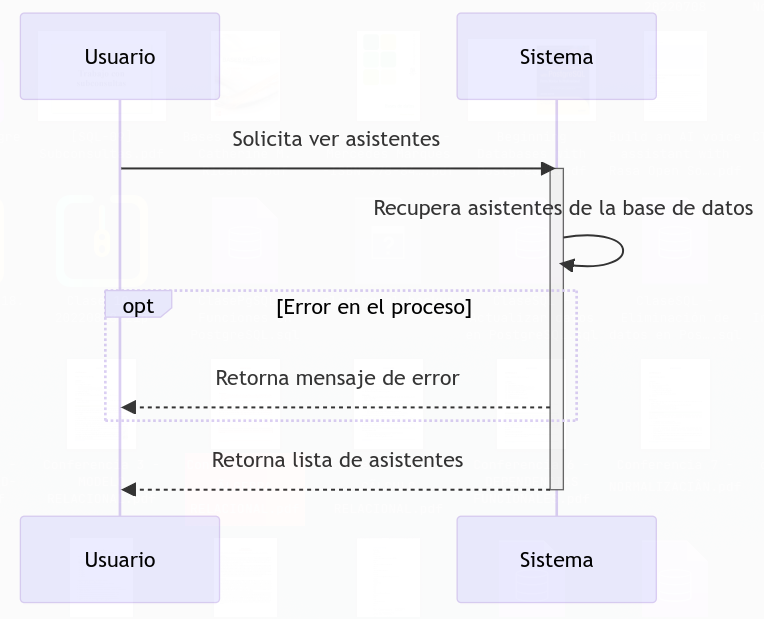 Usuario
Sistema
Solicita ver asistentes
Recupera asistentes de la base de datos
opt
[Error en el proceso]
Retorna mensaje de error
Retorna lista de asistentes
Usuario
Sistema